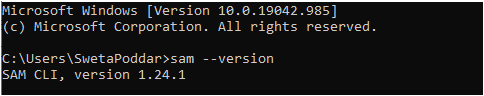 Microsoft Windows [Version 10.0.19042.985]
(c) Microsoft Corporation. All rights reserved.
C:\Users\SwetaPoddar>sam --version
SAM CLI, version 1.24.1